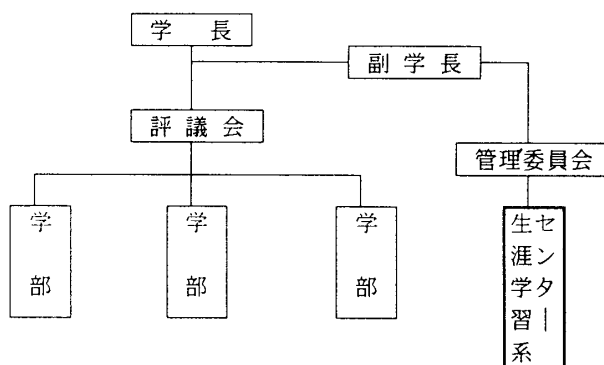 学長
副学長
評議会
管理委員会
学部
学部
学部
生涯学習系
センター